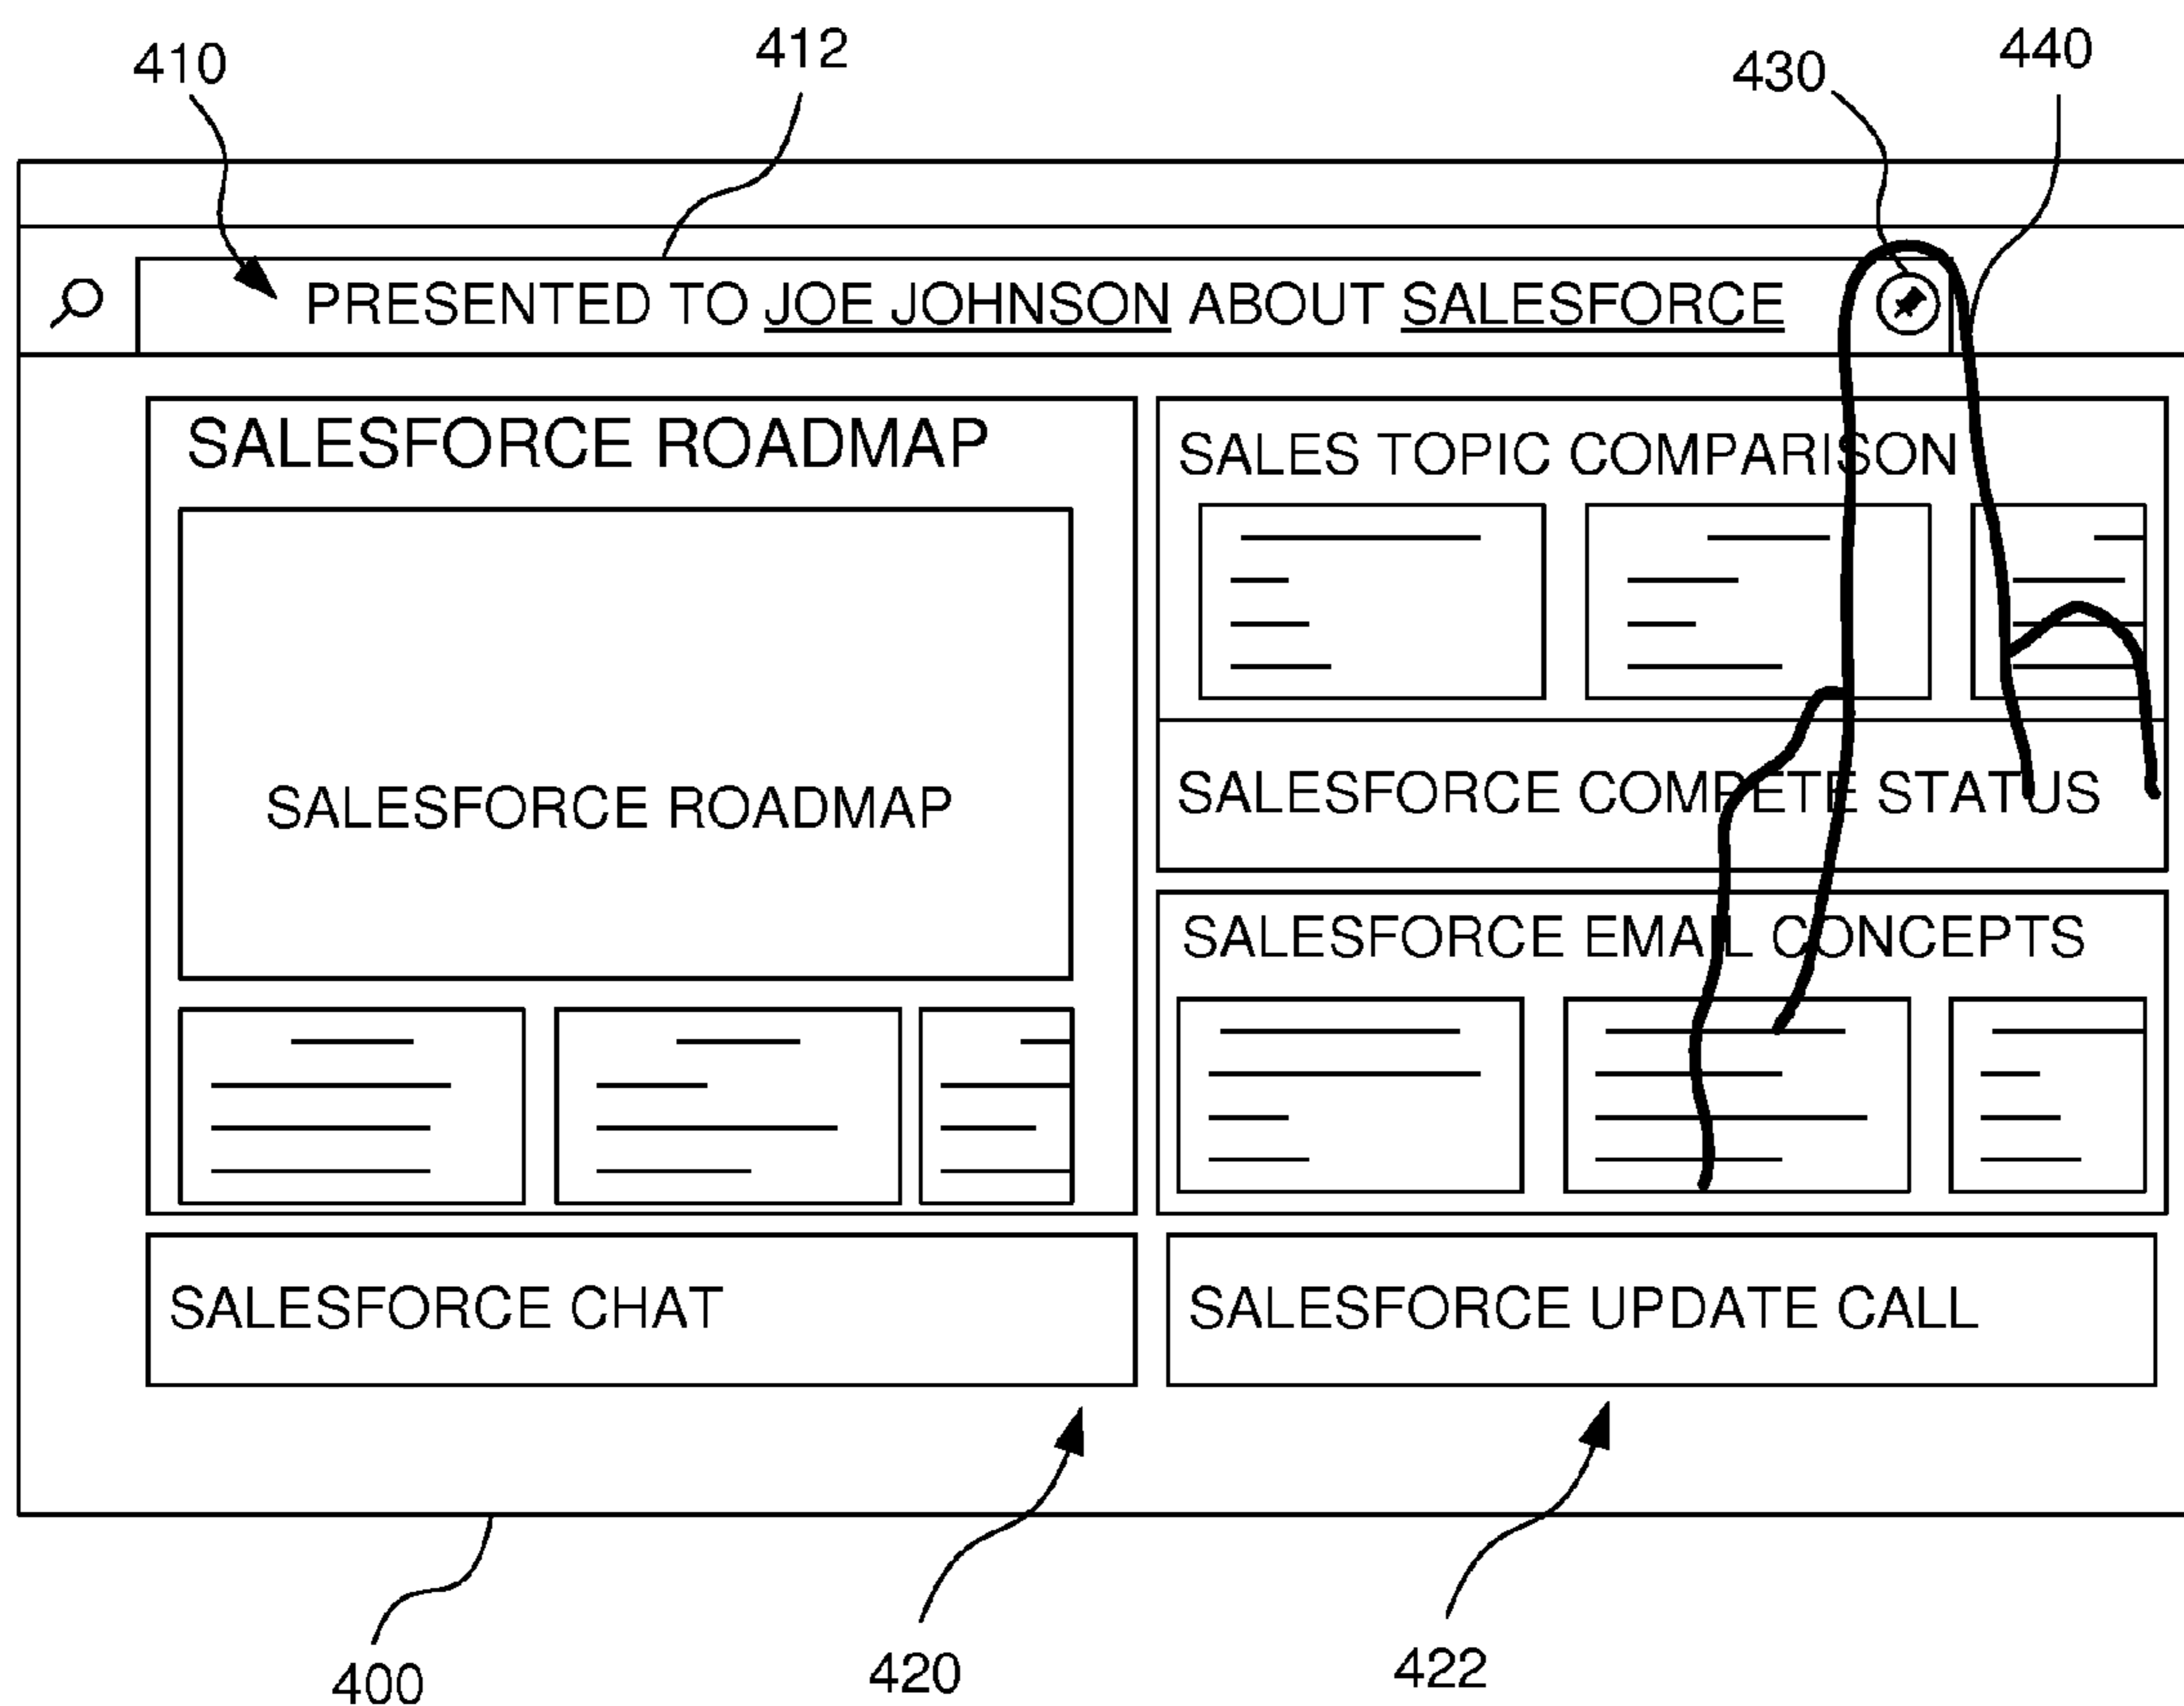 410
412
430
440
PRESENTED TO JOE JOHNSON ABOUT SALESFORCE
SALESFORCE ROADMAP
SALESFORCE ROADMAP
SALES TOPIC COMPARISON
SALESFORCE COMPETE STATUS
SALESFORCE EMAIL CONCEPTS
SALESFORCE CHAT
SALESFORCE UPDATE CALL
400
420
422